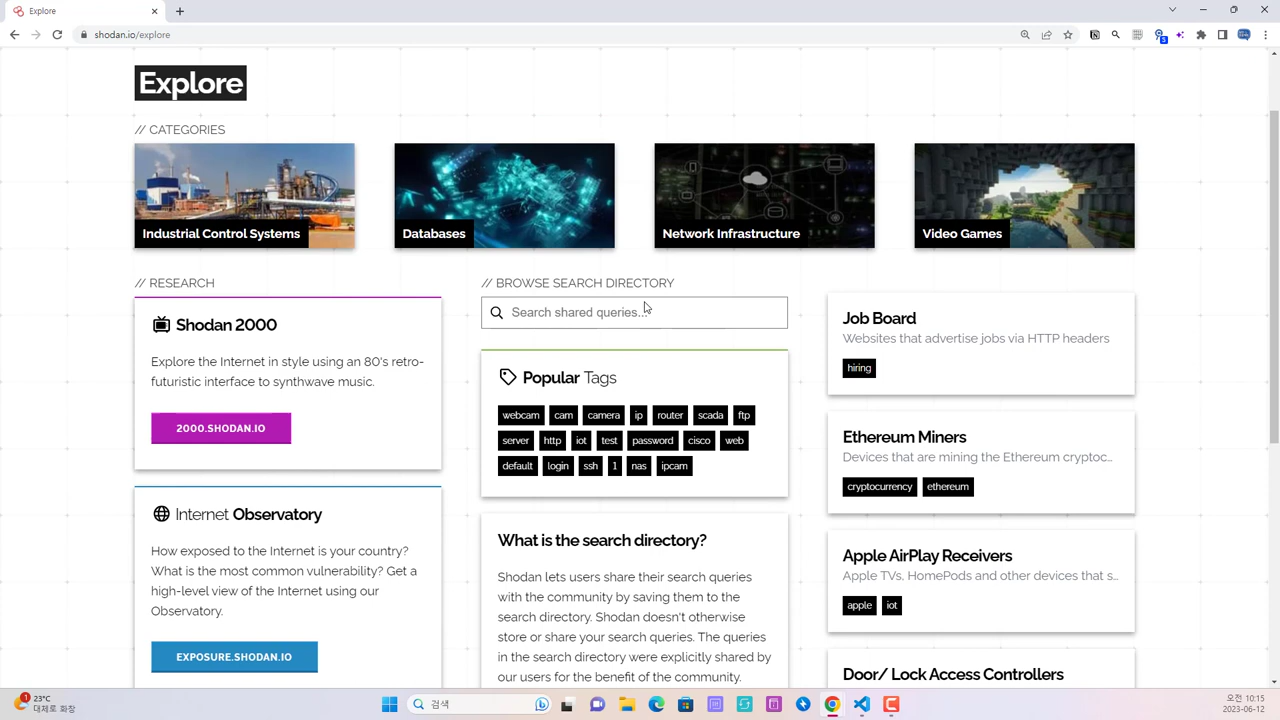 Explore
shodan.io/explore
Explore
// CATEGORIES
Industrial Control Systems
Databases
Network Infrastructure
Video Games
// RESEARCH
Shodan 2000
Explore the Internet in style using an 80's retro-
futuristic interface to synthwave music.
2000.SHODAN.IO
Internet Observatory
How exposed to the Internet is your country?
What is the most common vulnerability? Get a
high-level view of the Internet using our
Observatory.
EXPOSURE.SHODAN.IO
// BROWSE SEARCH DIRECTORY
Search shared queries...
Popular Tags
webcam cam camera ip router scada ftp
server http iot test password cisco web
default login ssh 1 nas ipcam
What is the search directory?
Shodan lets users share their search queries
with the community by saving them to the
search directory. Shodan doesn't otherwise
store or share your search queries. The queries
in the search directory were explicitly shared by
our users for the benefit of the community.
Job Board
Websites that advertise jobs via HTTP headers
hiring
Ethereum Miners
Devices that are mining the Ethereum cryptoc...
cryptocurrency ethereum
Apple AirPlay Receivers
Apple TVs, HomePods and other devices that s...
apple iot
Door/ Lock Access Controllers
1
23°C
대체로 화창
검색
오전 10:15
2023-06-12